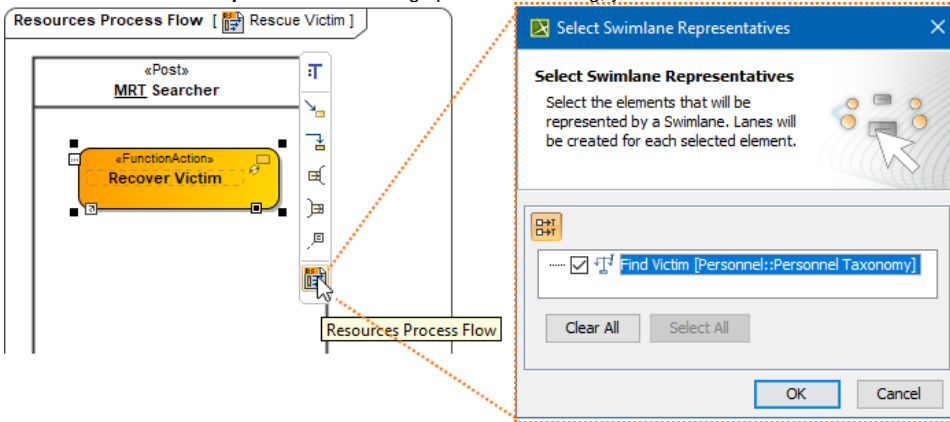 Resources Process Flow [ Rescue Victim ]
«Post»
MRT Searcher
«FunctionAction»
Recover Victim
Resources Process Flow
Select Swimlane Representatives
Select Swimlane Representatives
Select the elements that will be
represented by a Swimlane. Lanes will
be created for each selected element.
Find Victim [Personnel::Personnel Taxonomy]
Clear All
Select All
OK
Cancel